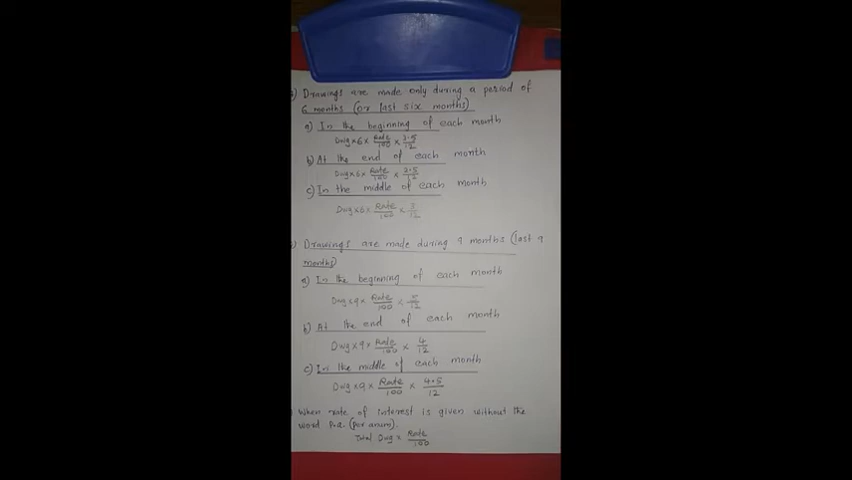 Drawings are made only during a period of
6 months (or last six months)
a) In the beginning of each month
Dwg×6× Rate/100 × 3.5/12
b) At the end of each month
Dwg×6× Rate/100 × 2.5/12
c) In the middle of each month
Dwg×6× Rate/100 × 3/12
Drawings are made during 9 months (last 9
months)
a) In the beginning of each month
Dwg×9× Rate/100 × /12
b) At the end of each month
Dwg×9× Rate/100 × 4/12
c) In the middle of each month
Dwg×9× Rate/100 × 4.5/12
When rate of interest is given without the
word P.a. (per anum).
Total Dwg × Rate/100